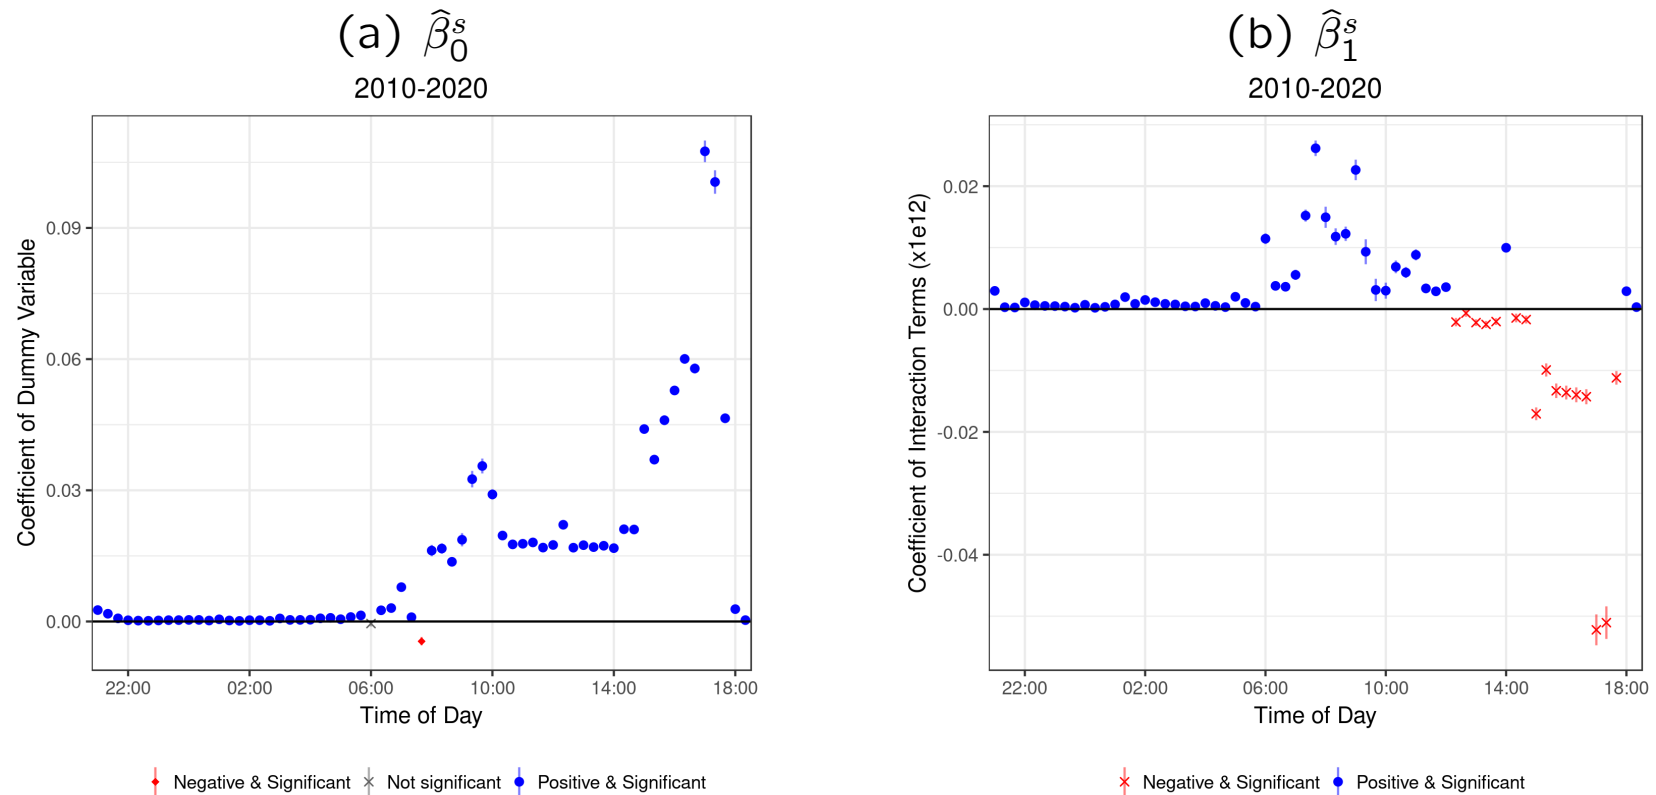 (a) β̂₀ˢ
2010-2020
Coefficient of Dummy Variable
0.09
0.06
0.03
0.00
22:00 02:00 06:00 10:00 14:00 18:00
Time of Day
Negative & Significant Not significant Positive & Significant
(b) β̂₁ˢ
2010-2020
Coefficient of Interaction Terms (x1e12)
0.02
0.00
-0.02
-0.04
22:00 02:00 06:00 10:00 14:00 18:00
Time of Day
Negative & Significant Positive & Significant